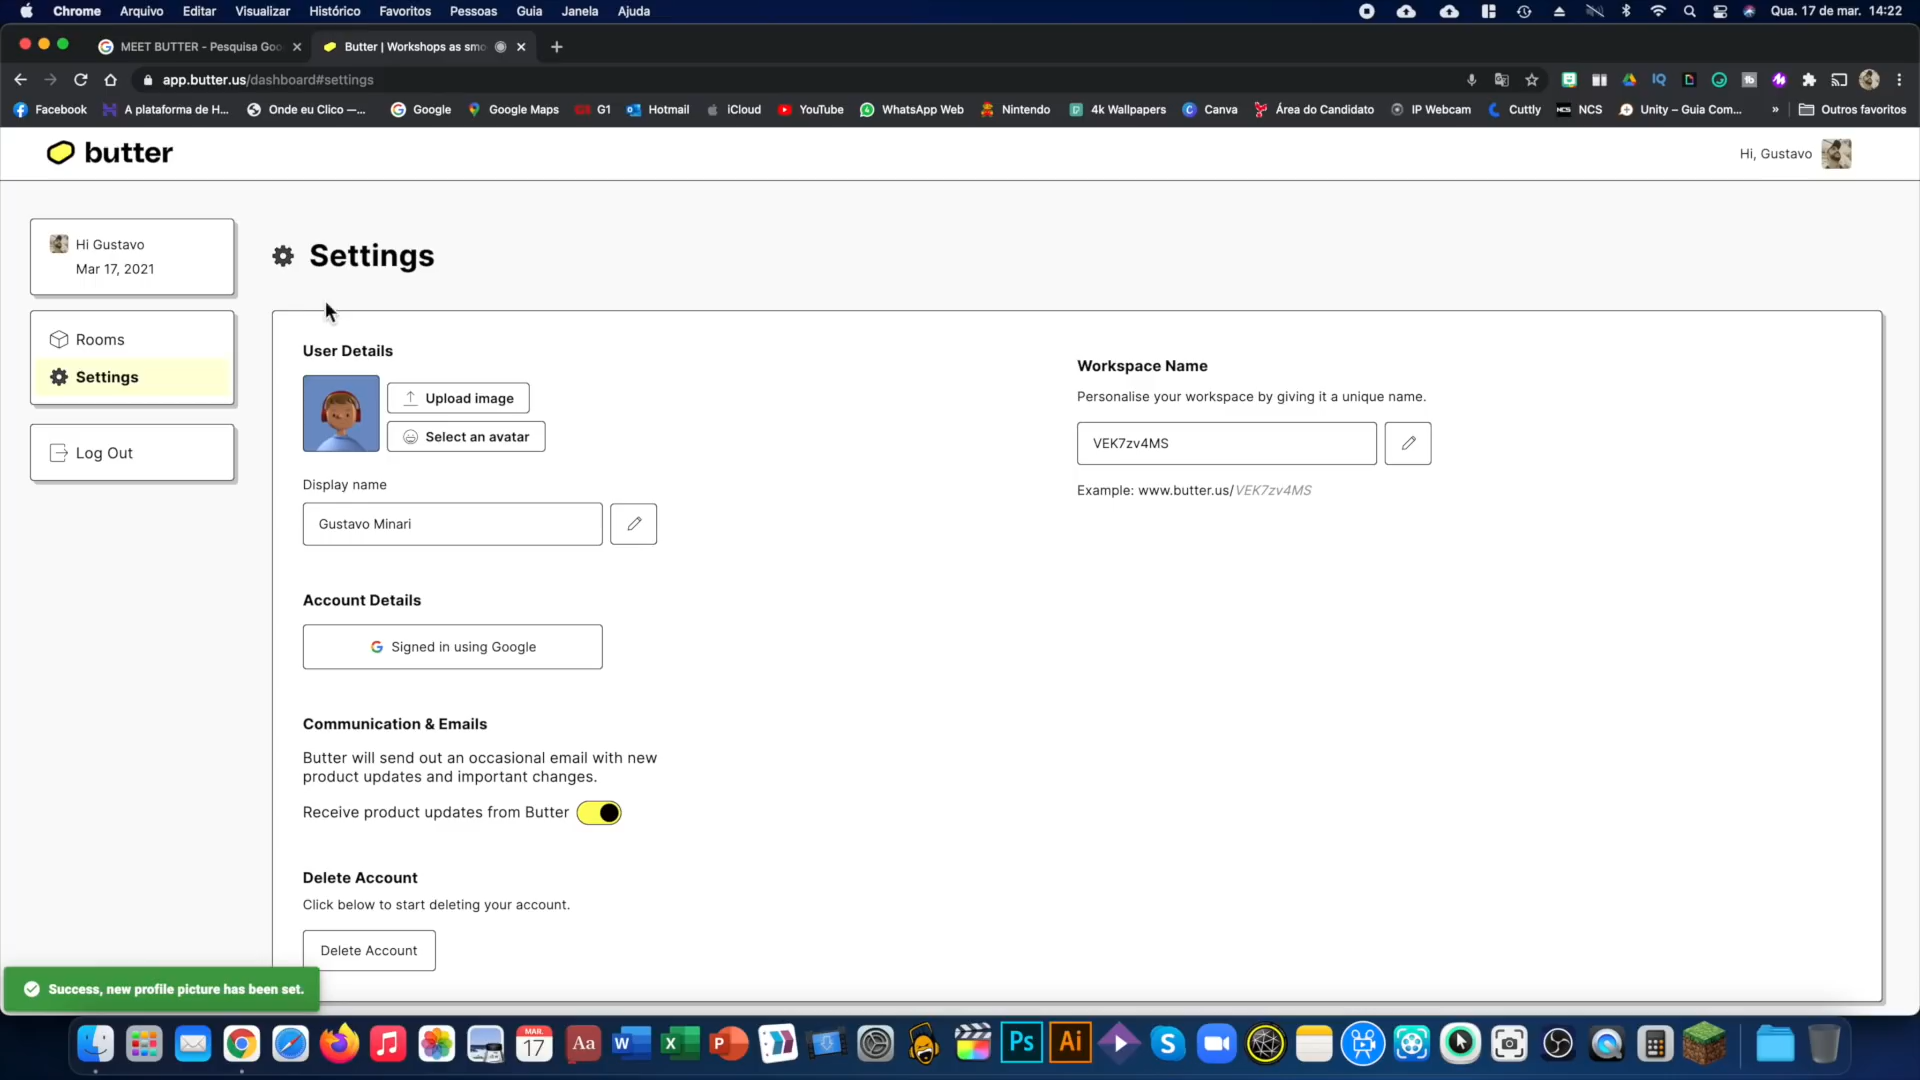 Chrome Arquivo Editar Visualizar Histórico Favoritos Pessoas Guia Janela Ajuda Qua. 17 de mar. 14:22
MEET BUTTER - Pesquisa Goo Butter | Workshops as smo
app.butter.us/dashboard#settings
Facebook A plataforma de H... Onde eu Clico —... Google Google Maps G1 Hotmail iCloud YouTube WhatsApp Web Nintendo 4k Wallpapers Canva Área do Candidato IP Webcam Cuttly NCS Unity – Guia Com... » Outros favoritos
butter
Hi, Gustavo
Hi Gustavo
Mar 17, 2021
Rooms
Settings
Log Out
Settings
User Details
Upload image
Select an avatar
Display name
Gustavo Minari
Account Details
Signed in using Google
Communication & Emails
Butter will send out an occasional email with new
product updates and important changes.
Receive product updates from Butter
Delete Account
Click below to start deleting your account.
Delete Account
Workspace Name
Personalise your workspace by giving it a unique name.
VEK7zv4MS
Example: www.butter.us/VEK7zv4MS
Success, new profile picture has been set.
MAR.
17
Aa
W
X
P
Ps
Ai
S